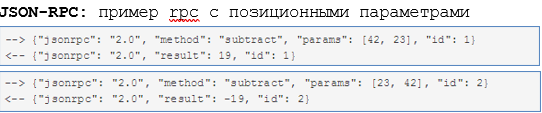 JSON-RPC: пример rpc с позиционными параметрами
--> {"jsonrpc": "2.0", "method": "subtract", "params": [42, 23], "id": 1}
<-- {"jsonrpc": "2.0", "result": 19, "id": 1}
--> {"jsonrpc": "2.0", "method": "subtract", "params": [23, 42], "id": 2}
<-- {"jsonrpc": "2.0", "result": -19, "id": 2}